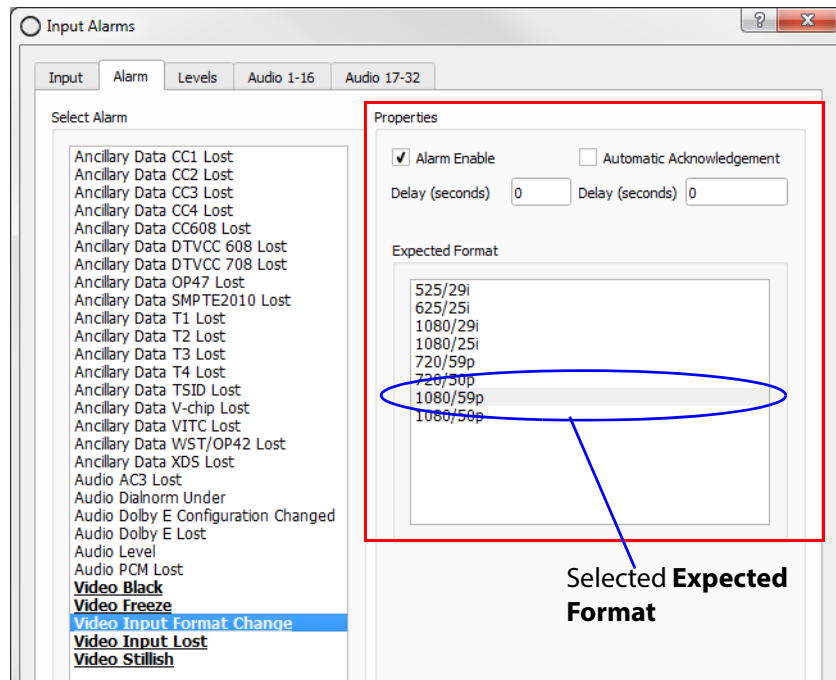 Input Alarms
?
X
Input Alarm Levels Audio 1-16 Audio 17-32
Select Alarm
Ancillary Data CC1 Lost
Ancillary Data CC2 Lost
Ancillary Data CC3 Lost
Ancillary Data CC4 Lost
Ancillary Data CC608 Lost
Ancillary Data DTVCC 608 Lost
Ancillary Data DTVCC 708 Lost
Ancillary Data OP47 Lost
Ancillary Data SMPTE2010 Lost
Ancillary Data T1 Lost
Ancillary Data T2 Lost
Ancillary Data T3 Lost
Ancillary Data T4 Lost
Ancillary Data TSID Lost
Ancillary Data V-chip Lost
Ancillary Data VITC Lost
Ancillary Data WST/OP42 Lost
Ancillary Data XDS Lost
Audio AC3 Lost
Audio Dialnorm Under
Audio Dolby E Configuration Changed
Audio Dolby E Lost
Audio Level
Audio PCM Lost
Video Black
Video Freeze
Video Input Format Change
Video Input Lost
Video Stillish
Properties
Alarm Enable Automatic Acknowledgement
Delay (seconds) 0 Delay (seconds) 0
Expected Format
525/29i
625/25i
1080/29i
1080/25i
720/59p
720/50p
1080/59p
1080/50p
Selected Expected
Format